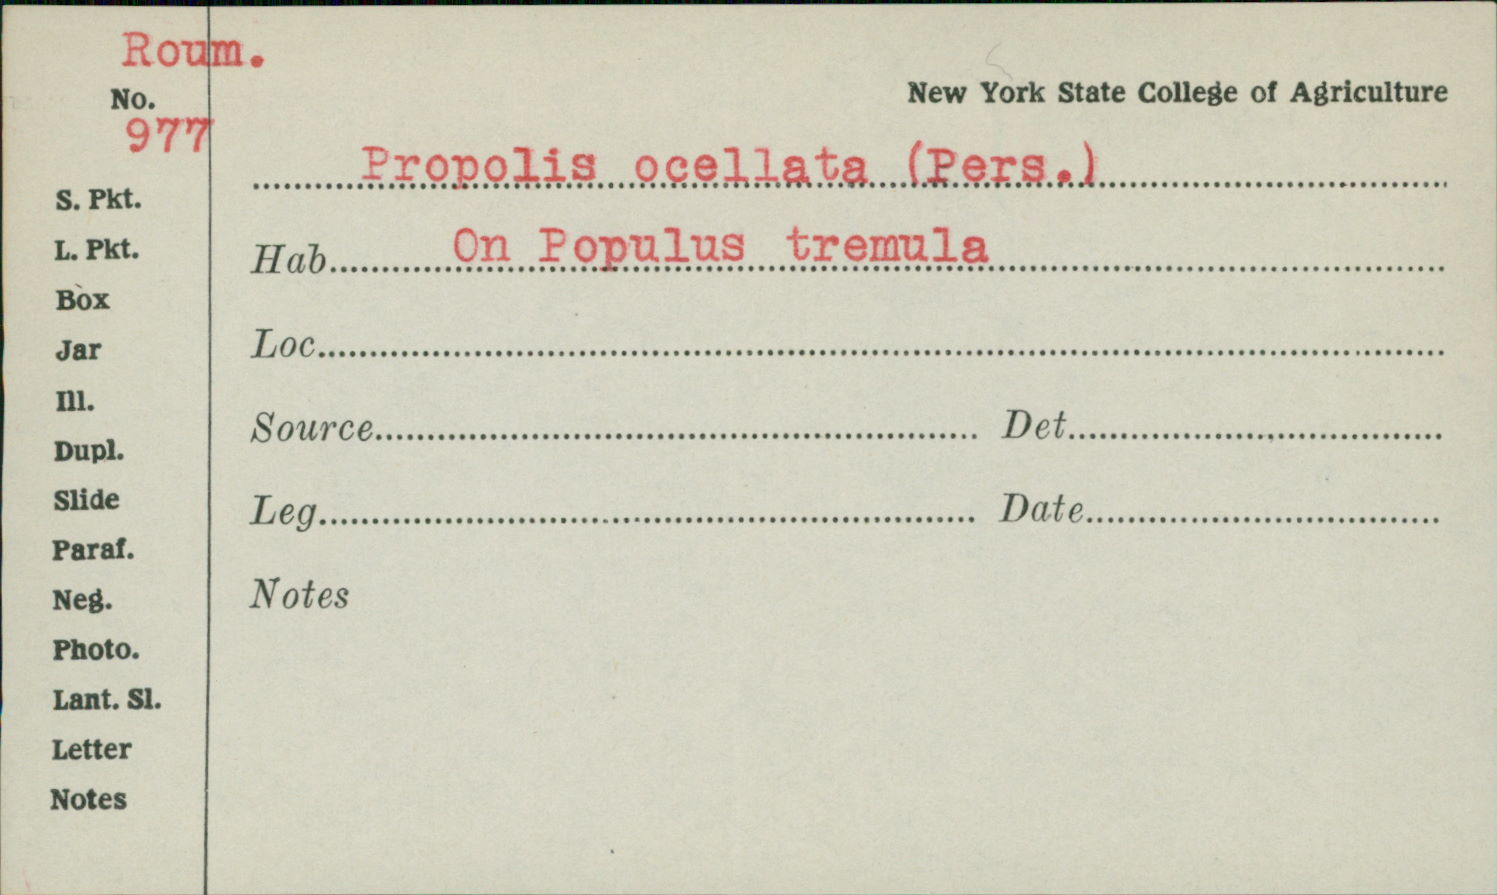 Roum.
No.
977
New York State College of Agriculture
Propolis ocellata (Pers.)
S. Pkt.
L. Pkt.
Box
Jar
Ill.
Dupl.
Slide
Paraf.
Neg.
Photo.
Lant. Sl.
Letter
Notes
Hab. On Populus tremula
Loc.
Source
Det.
Leg.
Date
Notes